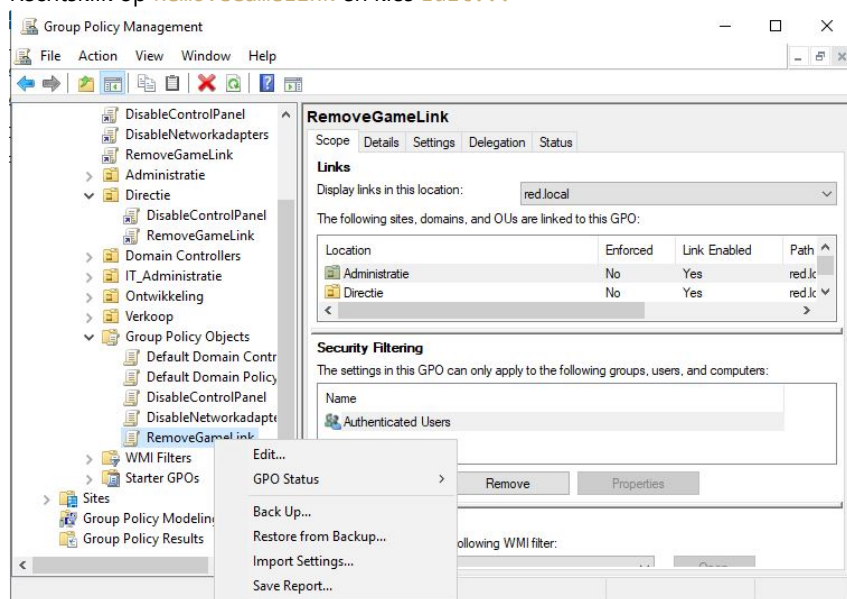 Group Policy Management
File Action View Window Help
DisableControlPanel
DisableNetworkadapters
RemoveGameLink
Administratie
Directie
DisableControlPanel
RemoveGameLink
Domain Controllers
IT_Administratie
Ontwikkeling
Verkoop
Group Policy Objects
Default Domain Contr
Default Domain Policy
DisableControlPanel
DisableNetworkadapte
RemoveGameLink
WMI Filters
Starter GPOs
Sites
Group Policy Modeling
Group Policy Results
RemoveGameLink
Scope Details Settings Delegation Status
Links
Display links in this location: red.local
The following sites, domains, and OUs are linked to this GPO:
Location Enforced Link Enabled Path
Administratie No Yes red.lc
Directie No Yes red.lc
Security Filtering
The settings in this GPO can only apply to the following groups, users, and computers:
Name
Authenticated Users
Remove Properties
ollowing WMI filter:
Edit...
GPO Status
Back Up...
Restore from Backup...
Import Settings...
Save Report...